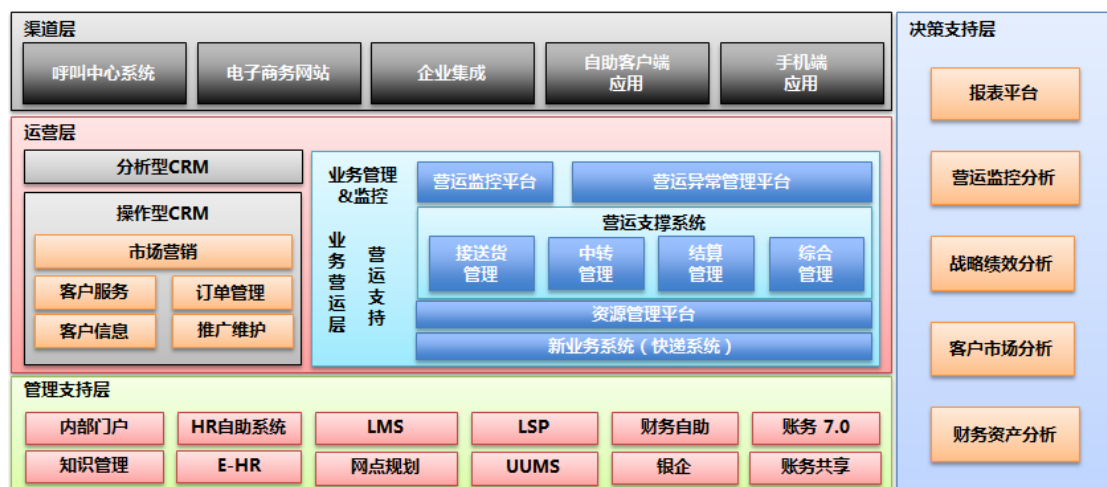 渠道层
呼叫中心系统
电子商务网站
企业集成
自助客户端
应用
手机端
应用
运营层
分析型CRM
操作型CRM
市场营销
客户服务
订单管理
客户信息
推广维护
业务管理
&监控
营运监控平台
营运异常管理平台
业务营运层
营运支持
营运支撑系统
接送货
管理
中转
管理
结算
管理
综合
管理
资源管理平台
新业务系统（快递系统）
管理支持层
内部门户
HR自助系统
LMS
LSP
财务自助
账务 7.0
知识管理
E-HR
网点规划
UUMS
银企
账务共享
决策支持层
报表平台
营运监控分析
战略绩效分析
客户市场分析
财务资产分析